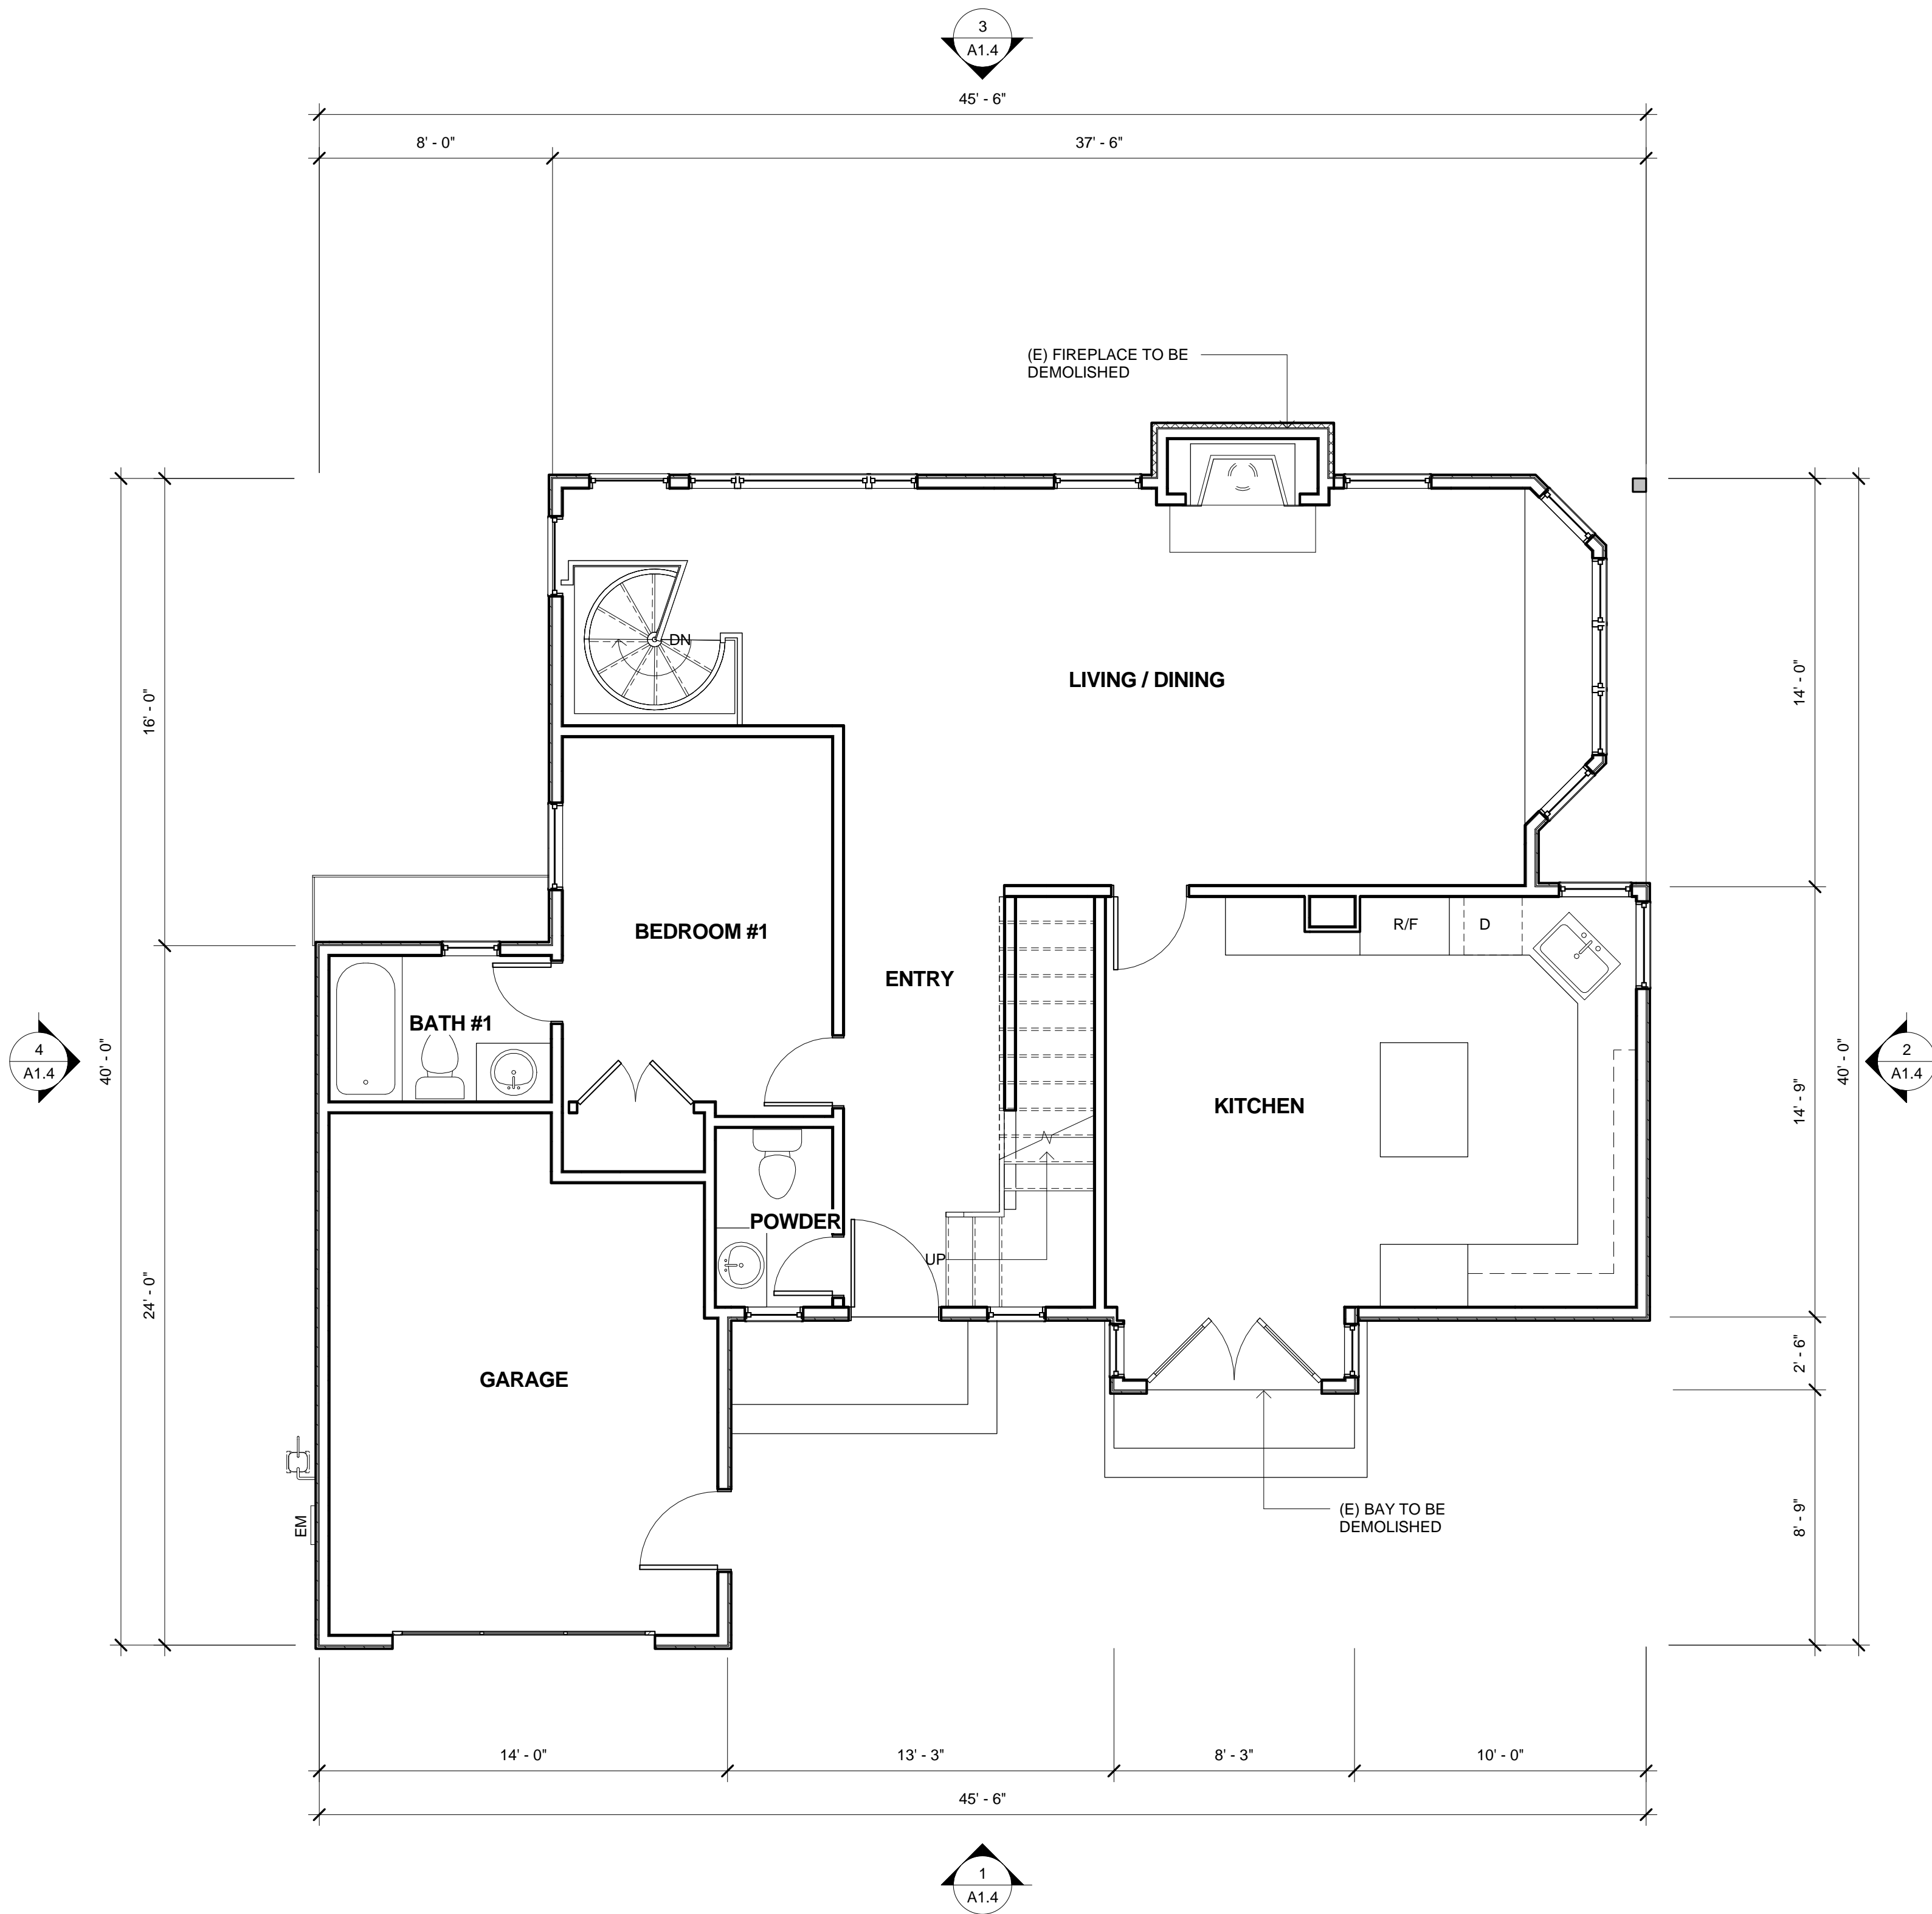 3
A1.4
45' - 6"
8' - 0"
37' - 6"
(E) FIREPLACE TO BE
DEMOLISHED
DN
LIVING / DINING
16' - 0"
14' - 0"
BEDROOM #1
R/F
D
ENTRY
BATH #1
4
A1.4
40' - 0"
2
A1.4
40' - 0"
KITCHEN
14' - 9"
POWDER
UP
24' - 0"
GARAGE
2' - 6"
EM
(E) BAY TO BE
DEMOLISHED
8' - 9"
14' - 0"
13' - 3"
8' - 3"
10' - 0"
45' - 6"
1
A1.4